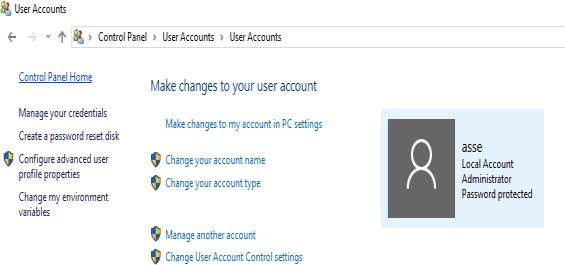 User Accounts
Control Panel › User Accounts › User Accounts
Control Panel Home
Manage your credentials
Create a password reset disk
Configure advanced user
profile properties
Change my environment
variables
Make changes to your user account
Make changes to my account in PC settings
Change your account name
Change your account type
Manage another account
Change User Account Control settings
asse
Local Account
Administrator
Password protected